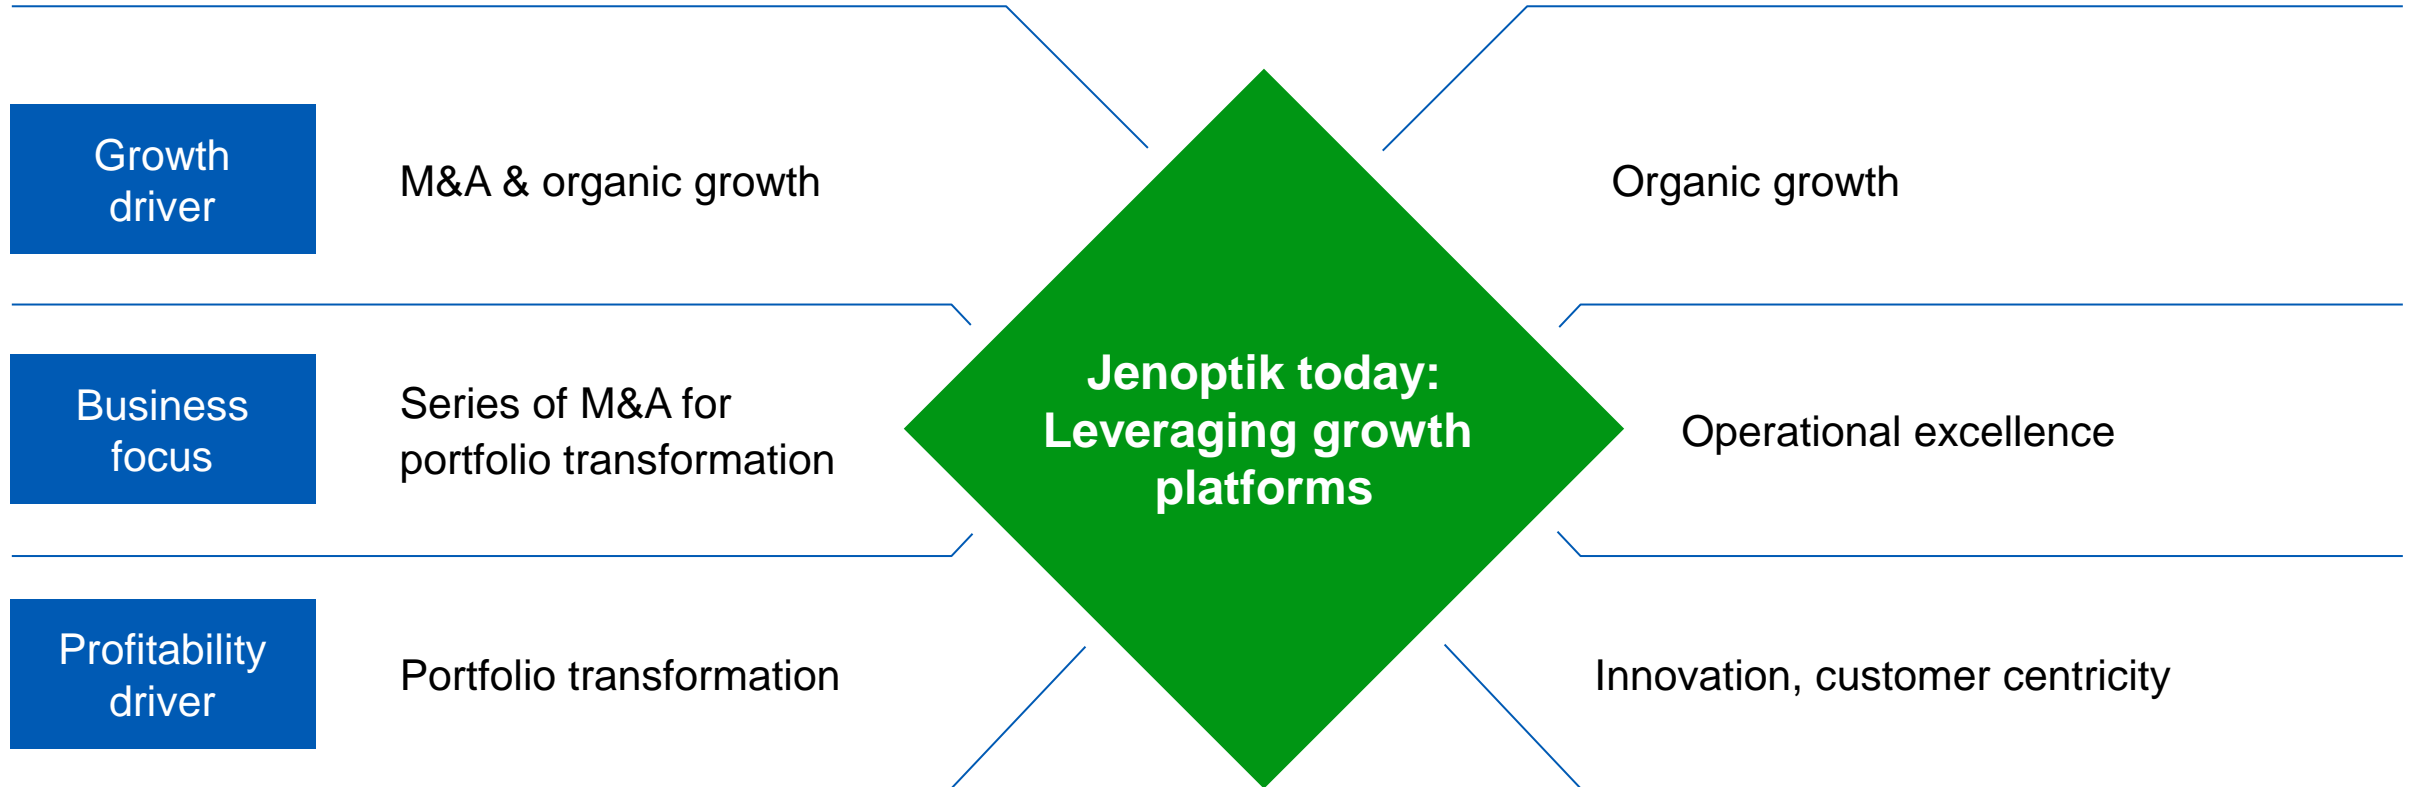 Growth
driver
M&A & organic growth
Organic growth
Business
focus
Series of M&A for
portfolio transformation
Jenoptik today:
Leveraging growth
platforms
Operational excellence
Profitability
driver
Portfolio transformation
Innovation, customer centricity